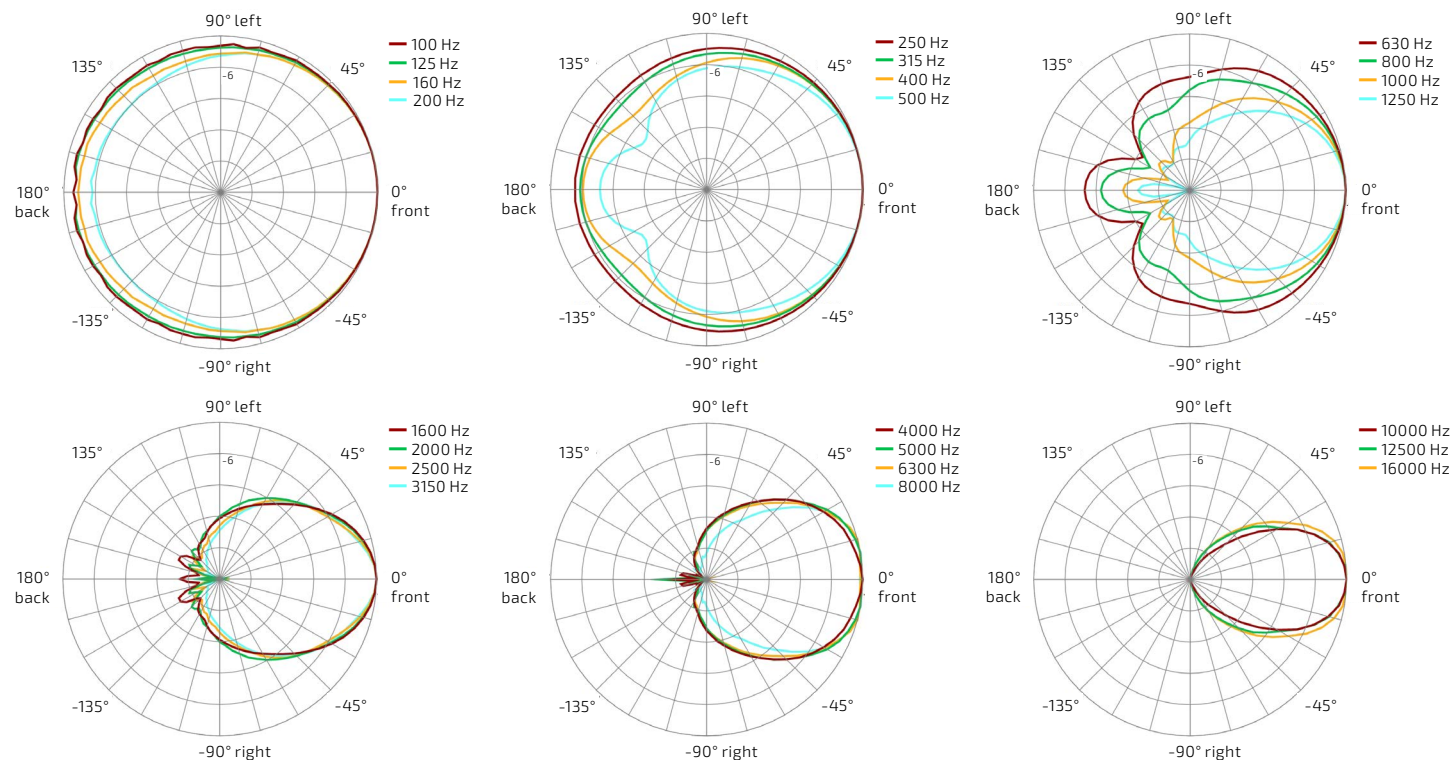 90° left
135°
45°
-6
180°
back
0°
front
-135°
-45°
-90° right
100 Hz
125 Hz
160 Hz
200 Hz
90° left
135°
45°
-6
180°
back
0°
front
-135°
-45°
-90° right
250 Hz
315 Hz
400 Hz
500 Hz
90° left
135°
45°
-6
180°
back
0°
front
-135°
-45°
-90° right
630 Hz
800 Hz
1000 Hz
1250 Hz
90° left
135°
45°
-6
180°
back
0°
front
-135°
-45°
-90° right
1600 Hz
2000 Hz
2500 Hz
3150 Hz
90° left
135°
45°
-6
180°
back
0°
front
-135°
-45°
-90° right
4000 Hz
5000 Hz
6300 Hz
8000 Hz
90° left
135°
45°
-6
180°
back
0°
front
-135°
-45°
-90° right
10000 Hz
12500 Hz
16000 Hz